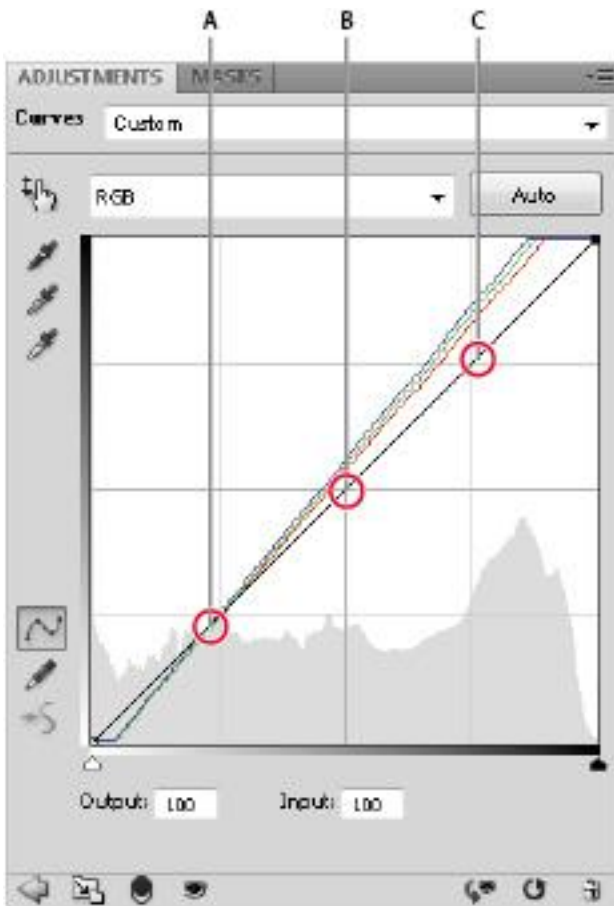 A B C
ADJUSTMENTS MASKS
Curves Custom
RGB Auto
Output: 100 Input: 100